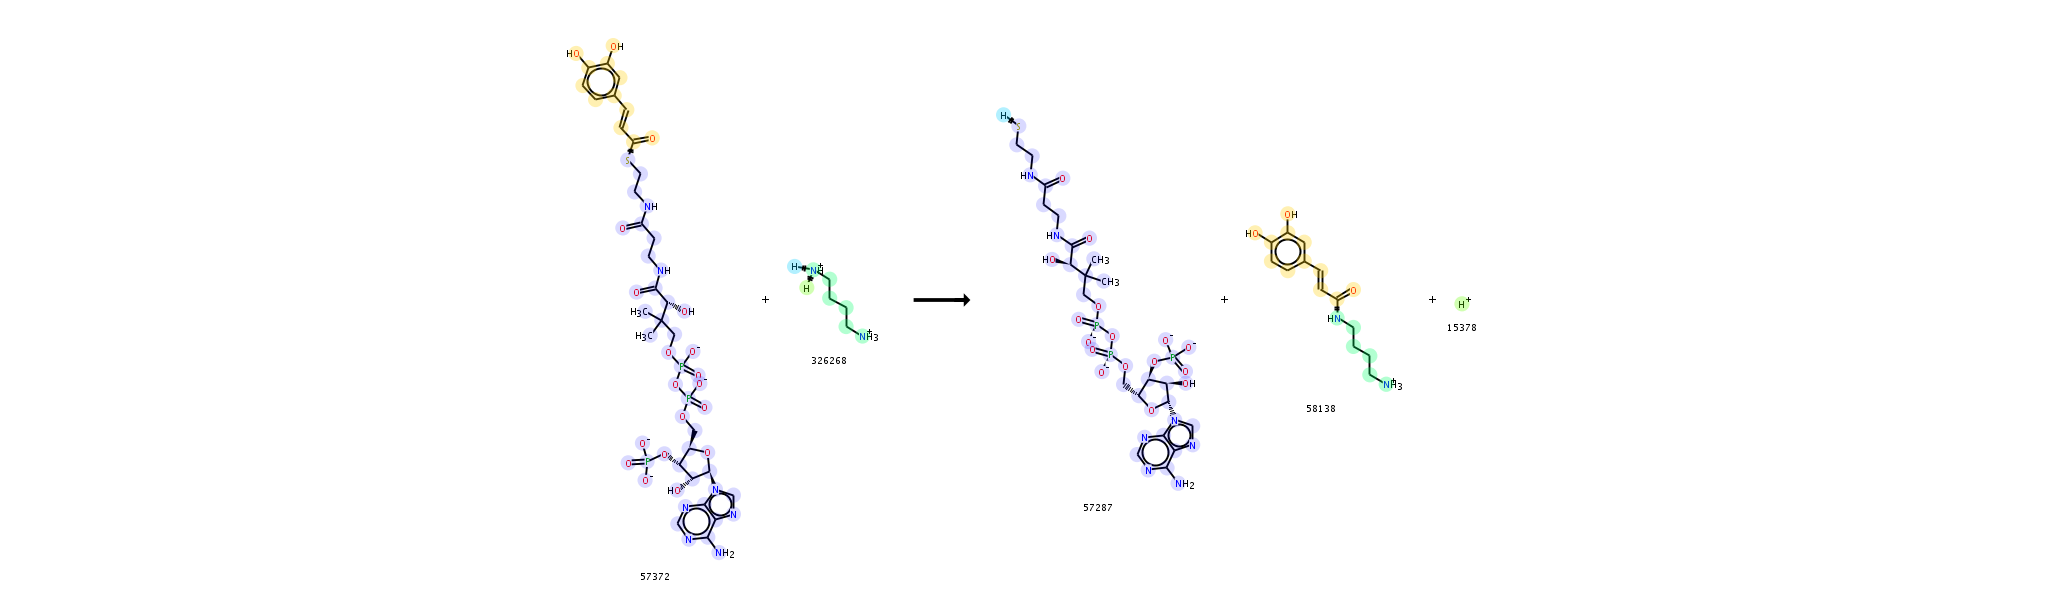 HO OH
O
S
NH
O
NH
O
H₃C OH
H₃C
O O⁻
P O
O O⁻
P O
O
O⁻
O P O O
O⁻
HO N
N N
N N
NH₂
57372
+
H NH⁺
H
NH₃⁺
326268
H
S
HN O
HN O
HO CH₃
CH₃
O
O P O⁻ O⁻
O⁻ O O P O
O P O O
O⁻ OH
O
N
N N
N
NH₂
57287
+
OH
HO
O
HN
NH₃⁺
58138
+
H⁺
15378